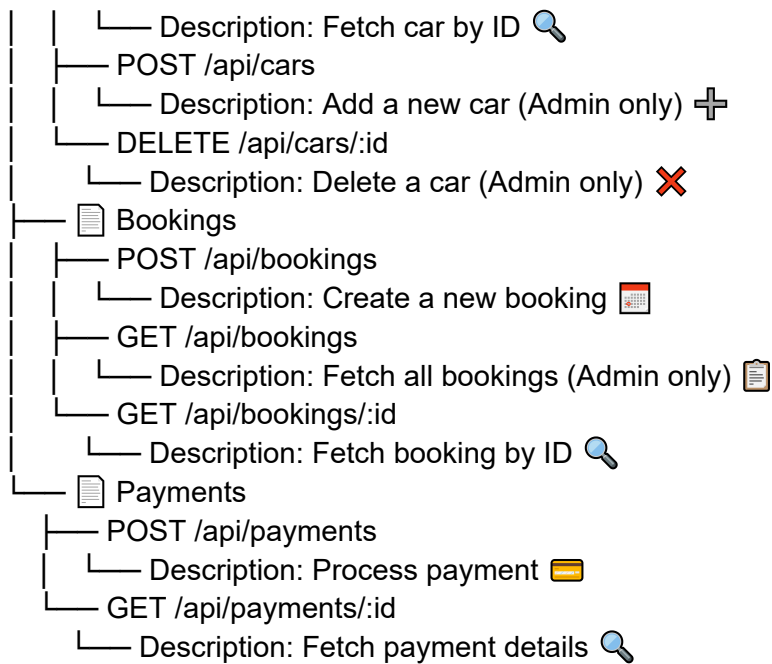 │ │ └── Description: Fetch car by ID 🔍
│ ├── POST /api/cars
│ │ └── Description: Add a new car (Admin only) ➕
│ └── DELETE /api/cars/:id
│ └── Description: Delete a car (Admin only) ❌
├── 📄 Bookings
│ ├── POST /api/bookings
│ │ └── Description: Create a new booking 📅
│ ├── GET /api/bookings
│ │ └── Description: Fetch all bookings (Admin only) 📋
│ └── GET /api/bookings/:id
│ └── Description: Fetch booking by ID 🔍
└── 📄 Payments
├── POST /api/payments
│ └── Description: Process payment 💳
└── GET /api/payments/:id
└── Description: Fetch payment details 🔍